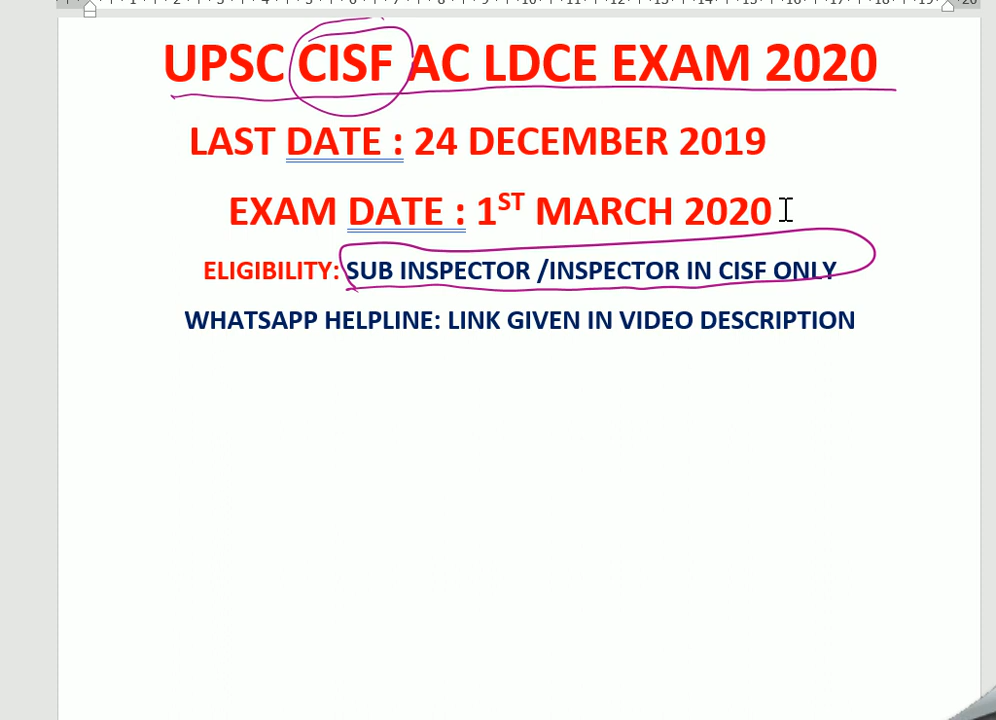 UPSC CISF AC LDCE EXAM 2020
LAST DATE : 24 DECEMBER 2019
EXAM DATE : 1ST MARCH 2020
ELIGIBILITY: SUB INSPECTOR /INSPECTOR IN CISF ONLY
WHATSAPP HELPLINE: LINK GIVEN IN VIDEO DESCRIPTION